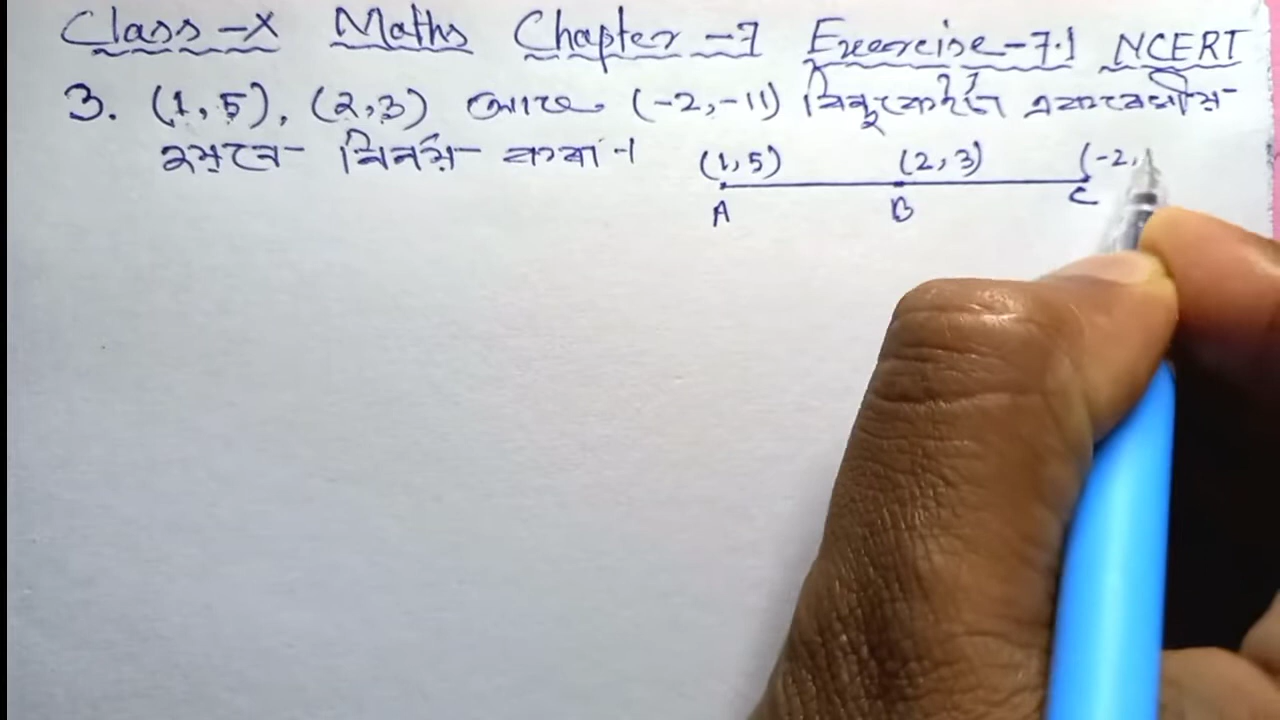 Class-X Maths Chapter-7 Exercise-7.1 NCERT
3. (1,5), (2,3) আৰু (-2,-11) বিন্দুকেইটা একৰেখীয়
হয়নে নিৰ্ণয় কৰা।
(1,5) (2,3) (-2,
A B C